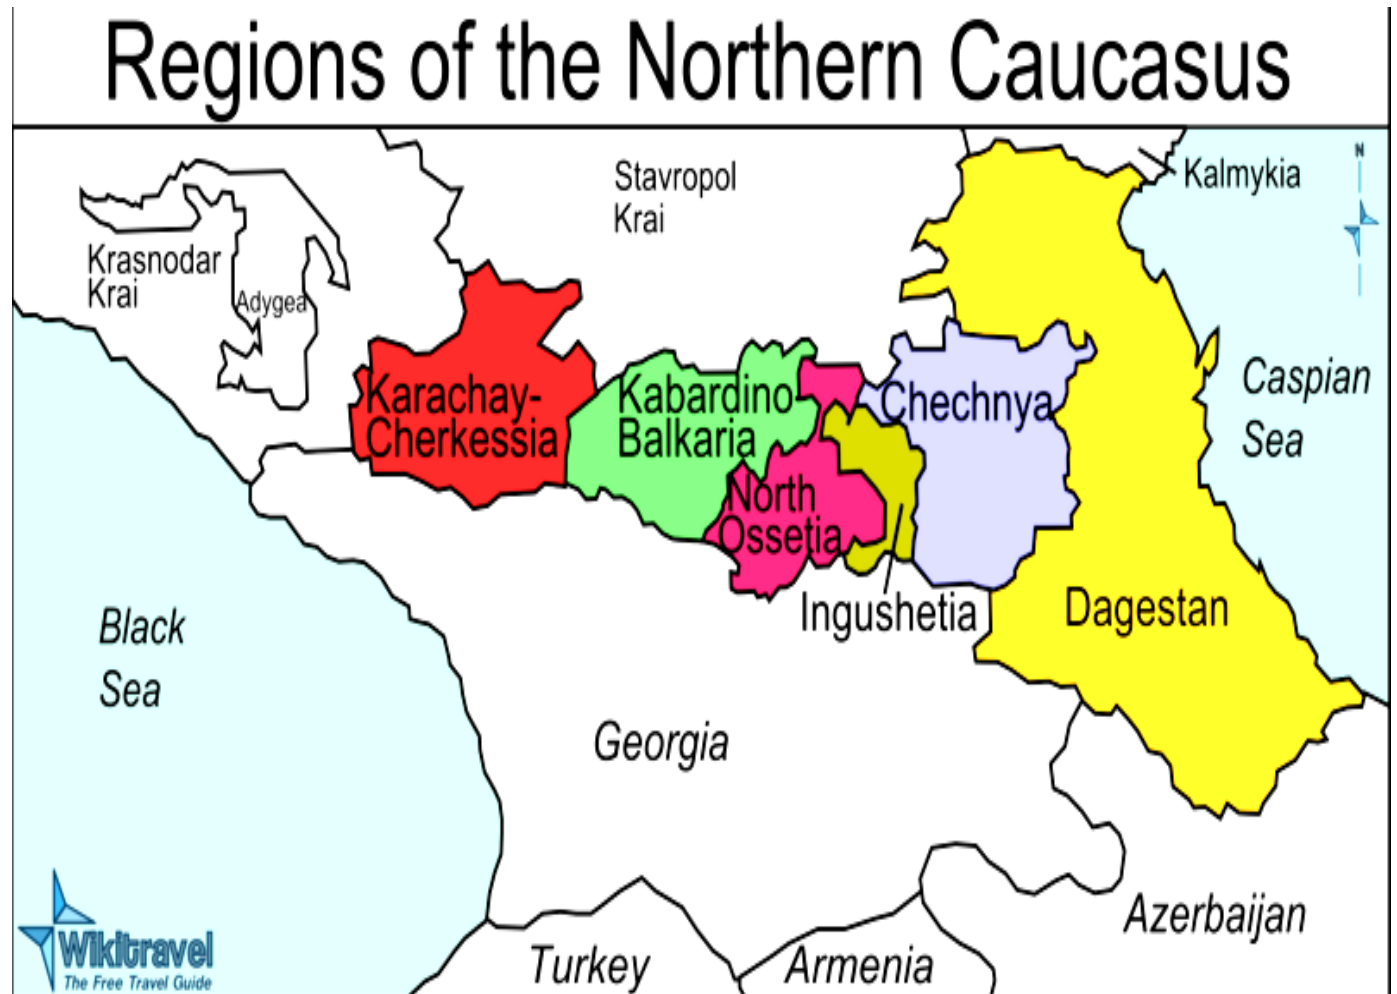 Regions of the Northern Caucasus
N
Stavropol
Krai
Kalmykia
Krasnodar
Krai
Adygea
Karachay-
Cherkessia
Kabardino
Balkaria
Chechnya
Caspian
Sea
North
Ossetia
Ingushetia
Dagestan
Black
Sea
Georgia
Azerbaijan
Turkey
Armenia
Wikitravel
The Free Travel Guide